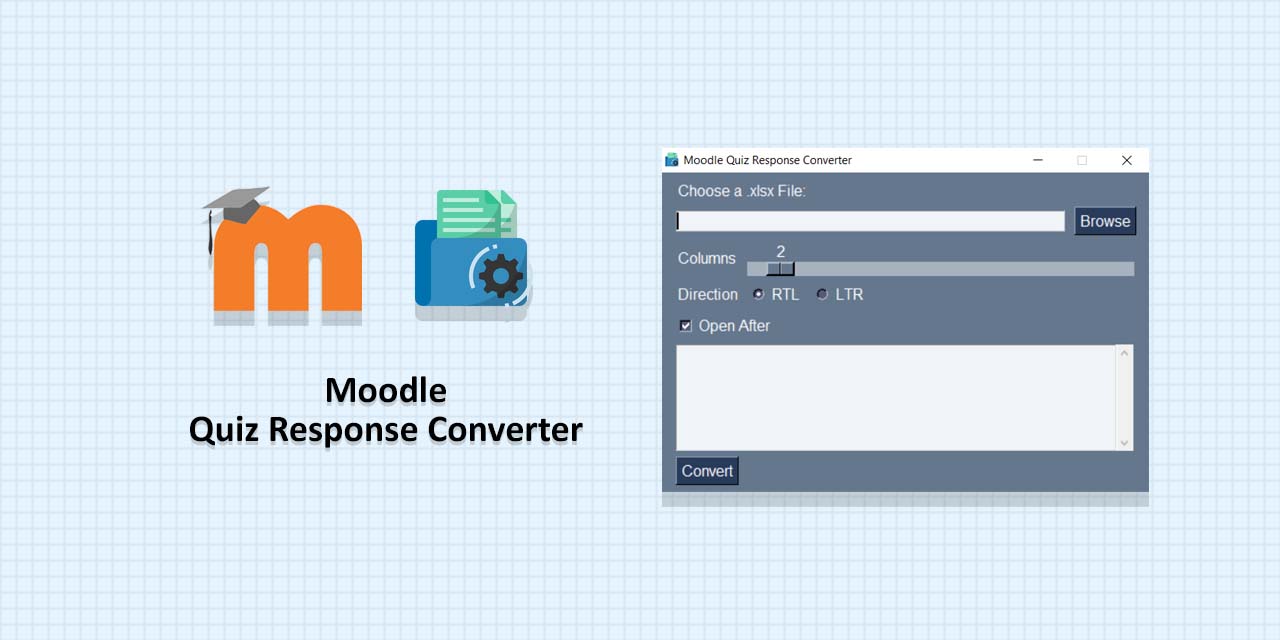 m
Moodle
Quiz Response Converter
Moodle Quiz Response Converter
Choose a .xlsx File:
Browse
Columns
2
Direction RTL LTR
Open After
Convert